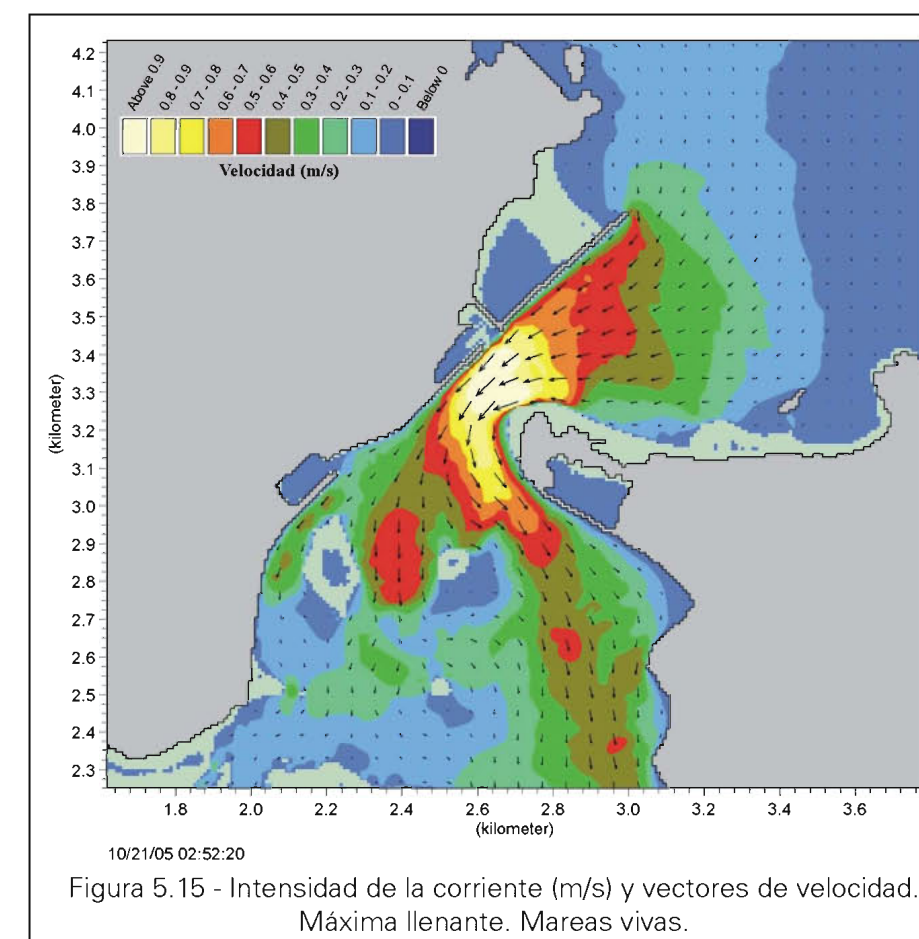 4.2
4.1
4.0
3.9
3.8
3.7
3.6
3.5
3.4
3.3
3.2
3.1
3.0
2.9
2.8
2.7
2.6
2.5
2.4
2.3
(kilometer)
Above 0.9
0.8 - 0.9
0.7 - 0.8
0.6 - 0.7
0.5 - 0.6
0.4 - 0.5
0.3 - 0.4
0.2 - 0.3
0.1 - 0.2
0 - 0.1
Below 0
Velocidad (m/s)
1.8 2.0 2.2 2.4 2.6 2.8 3.0 3.2 3.4 3.6
(kilometer)
10/21/05 02:52:20
Figura 5.15 - Intensidad de la corriente (m/s) y vectores de velocidad.
Máxima llenante. Mareas vivas.